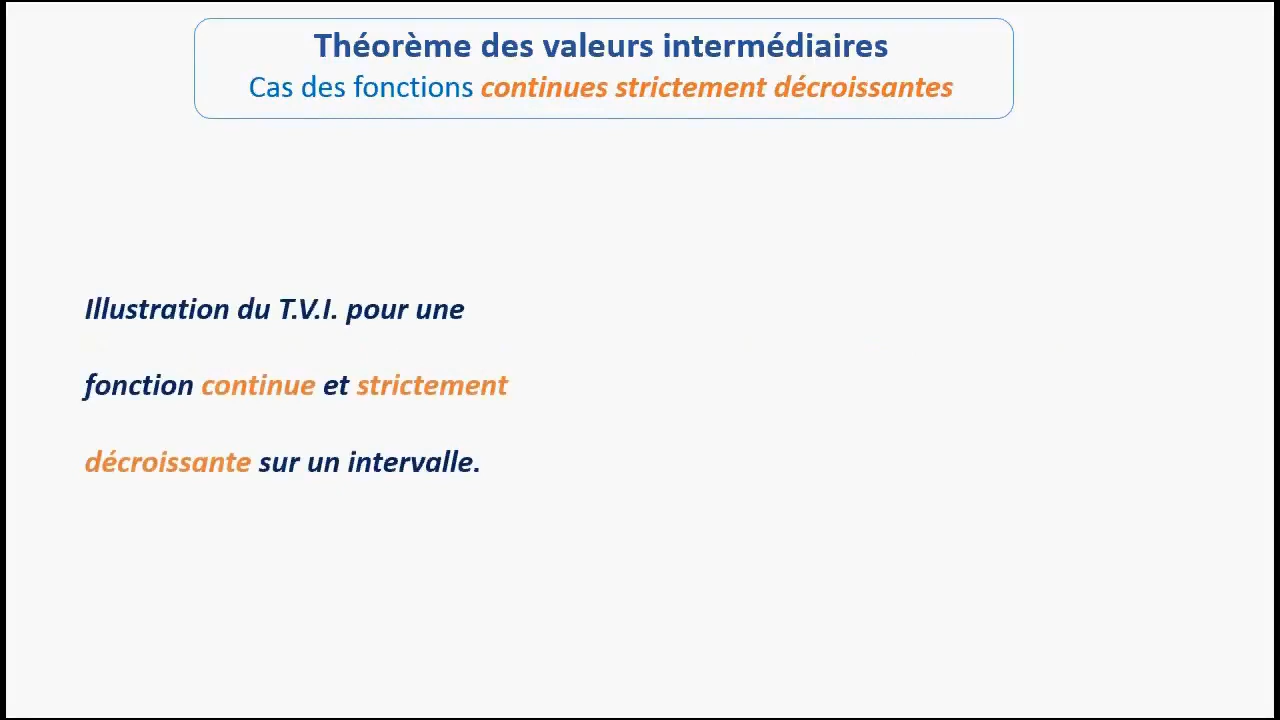 Théorème des valeurs intermédiaires
Cas des fonctions continues strictement décroissantes
Illustration du T.V.I. pour une
fonction continue et strictement
décroissante sur un intervalle.